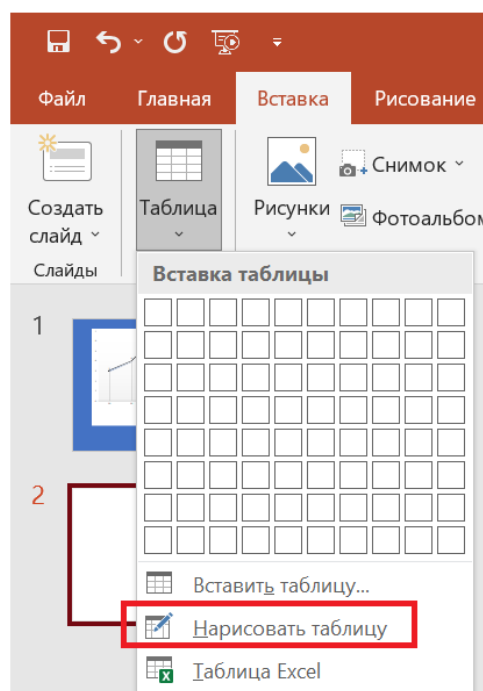 Файл Главная Вставка Рисование
Создать слайд
Таблица
Рисунки
Снимок
Фотоальбом
Слайды
Вставка таблицы
1
2
Вставить таблицу...
Нарисовать таблицу
Таблица Excel